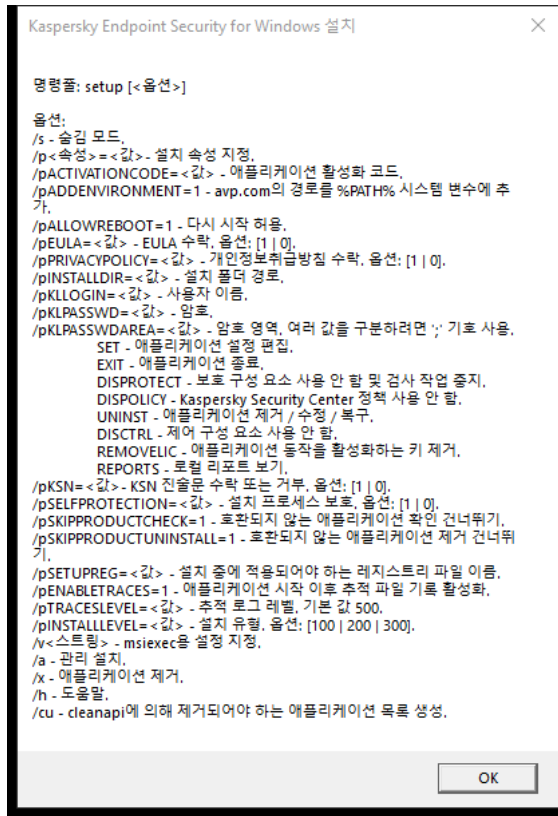 Kaspersky Endpoint Security for Windows 설치
명령줄: setup [<옵션>]
옵션:
/s - 숨김 모드.
/p<속성>=<값> - 설치 속성 지정.
/pACTIVATIONCODE=<값> - 애플리케이션 활성화 코드.
/pADDENVIRONMENT=1 - avp.com의 경로를 %PATH% 시스템 변수에 추
가.
/pALLOWREBOOT=1 - 다시 시작 허용.
/pEULA=<값> - EULA 수락. 옵션: [1 | 0].
/pPRIVACYPOLICY=<값> - 개인정보취급방침 수락. 옵션: [1 | 0].
/pINSTALLDIR=<값> - 설치 폴더 경로.
/pKLLOGIN=<값> - 사용자 이름.
/pKLPASSWD=<값> - 암호.
/pKLPASSWDAREA=<값> - 암호 영역. 여러 값을 구분하려면 ';' 기호 사용.
SET - 애플리케이션 설정 편집.
EXIT - 애플리케이션 종료.
DISPROTECT - 보호 구성 요소 사용 안 함 및 검사 작업 중지.
DISPOLICY - Kaspersky Security Center 정책 사용 안 함.
UNINST - 애플리케이션 제거 / 수정 / 복구.
DISCTRL - 제어 구성 요소 사용 안 함.
REMOVELIC - 애플리케이션 동작을 활성화하는 키 제거.
REPORTS - 로컬 리포트 보기.
/pKSN=<값> - KSN 진술문 수락 또는 거부. 옵션: [1 | 0].
/pSELFPROTECTION=<값> - 설치 프로세스 보호. 옵션: [1 | 0].
/pSKIPPRODUCTCHECK=1 - 호환되지 않는 애플리케이션 확인 건너뛰기.
/pSKIPPRODUCTUNINSTALL=1 - 호환되지 않는 애플리케이션 제거 건너뛰
기.
/pSETUPREG=<값> - 설치 중에 적용되어야 하는 레지스트리 파일 이름.
/pENABLETRACES=1 - 애플리케이션 시작 이후 추적 파일 기록 활성화.
/pTRACESLEVEL=<값> - 추적 로그 레벨. 기본 값 500.
/pINSTALLLEVEL=<값> - 설치 유형. 옵션: [100 | 200 | 300].
/v<스트링> - msiexec용 설정 지정.
/a - 관리 설치.
/x - 애플리케이션 제거.
/h - 도움말.
/cu - cleanapi에 의해 제거되어야 하는 애플리케이션 목록 생성.
OK